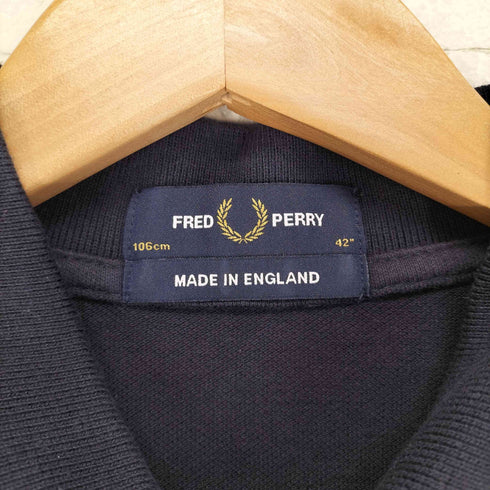 FRED PERRY
106cm 42"
MADE IN ENGLAND